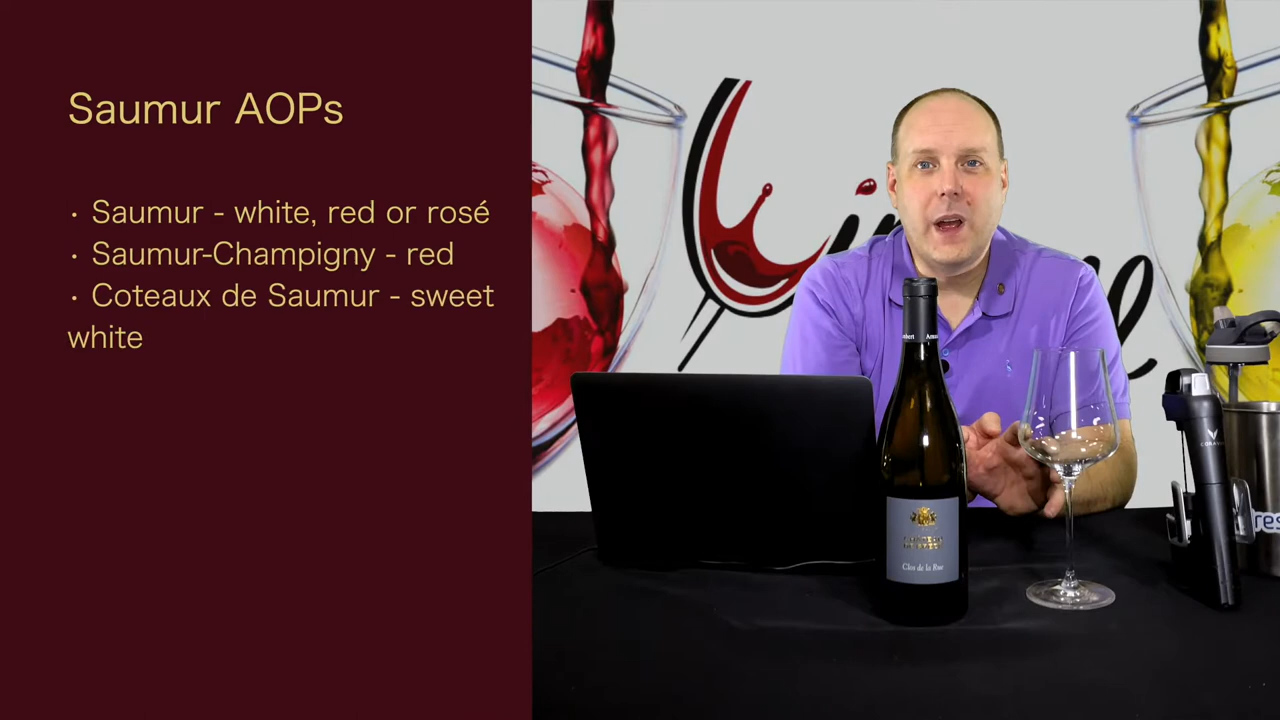 Saumur AOPs
· Saumur - white, red or rosé
· Saumur-Champigny - red
· Coteaux de Saumur - sweet
white
Clos de la Rue